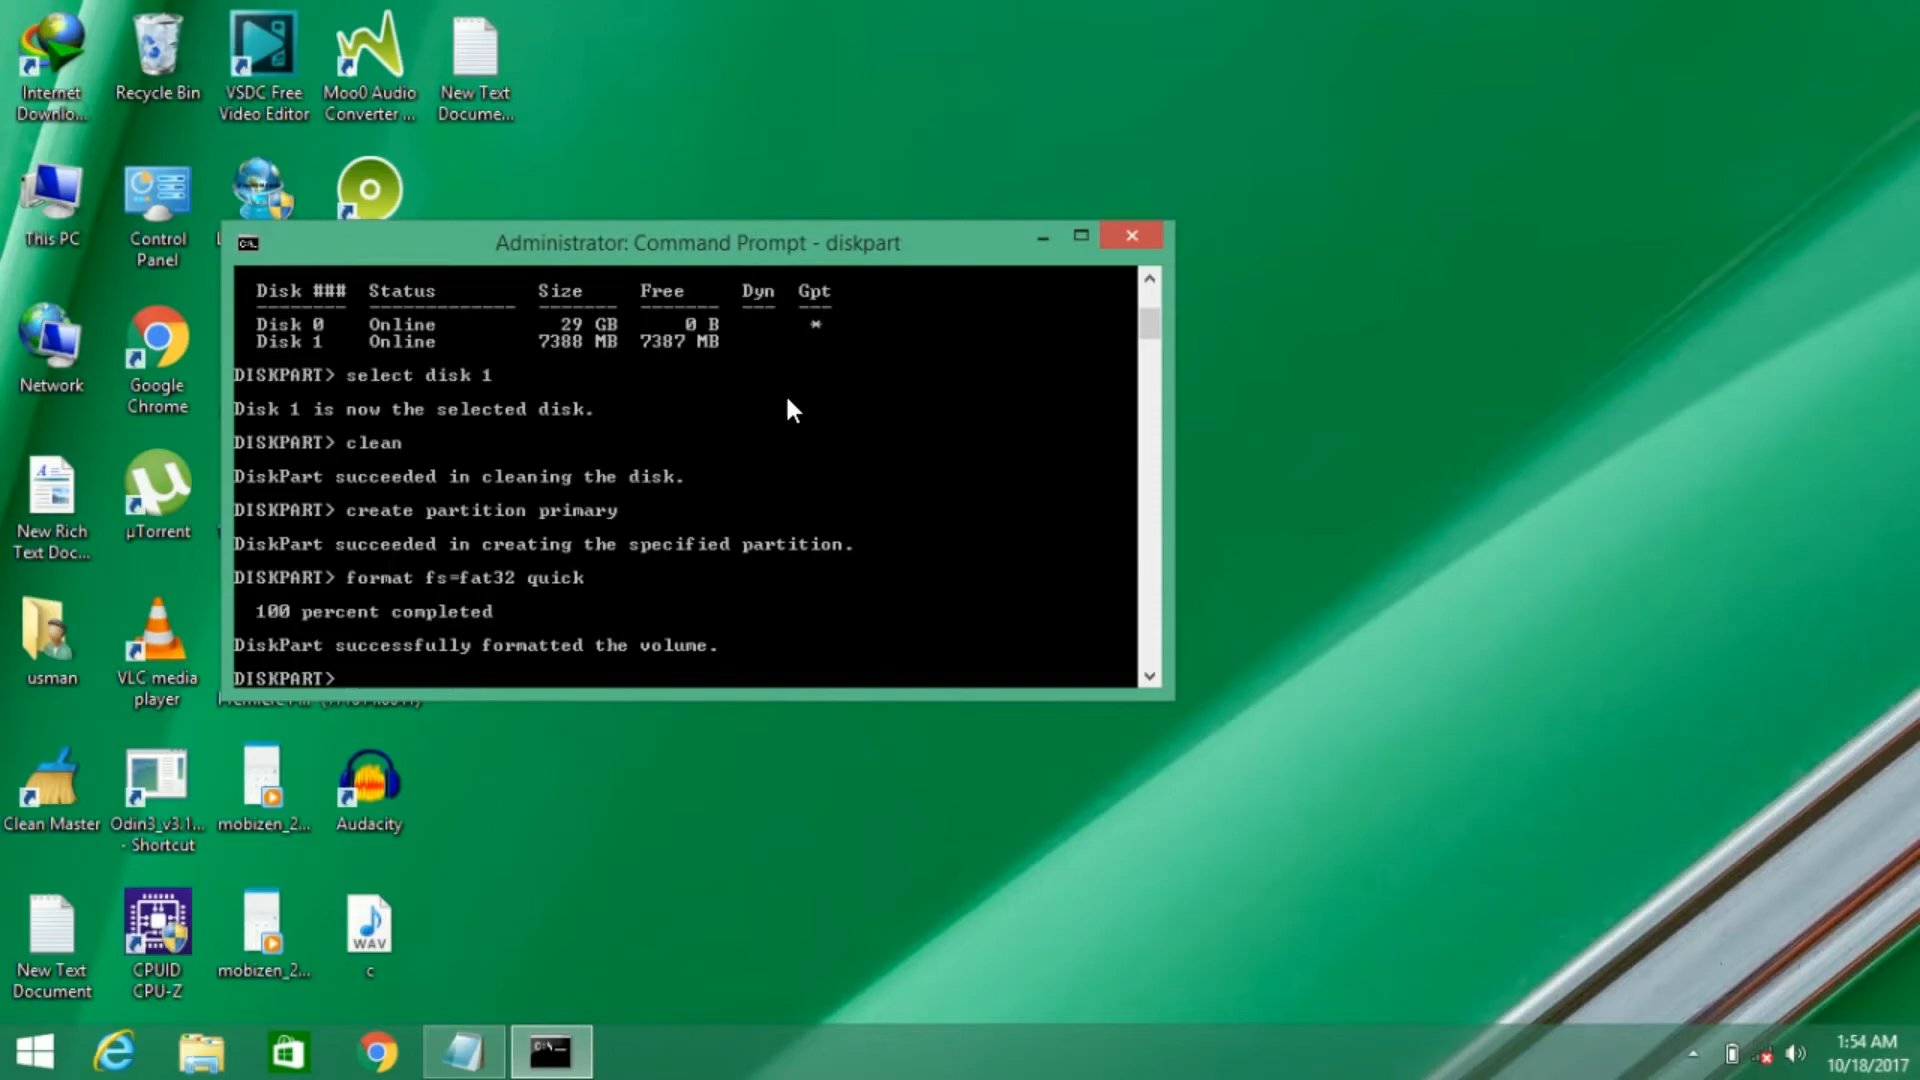 Internet
Downlo...
Recycle Bin
VSDC Free
Video Editor
Moo0 Audio
Converter ...
New Text
Docume...
This PC
Control
Panel
Network
Google
Chrome
New Rich
Text Doc...
µTorrent
usman
VLC media
player
Clean Master
Odin3_v3.1...
- Shortcut
mobizen_2...
Audacity
New Text
Document
CPUID
CPU-Z
mobizen_2...
WAV
c
Administrator: Command Prompt - diskpart
Disk ### Status Size Free Dyn Gpt
-------- ------------- ------- ------- --- ---
Disk 0 Online 29 GB 0 B *
Disk 1 Online 7388 MB 7387 MB
DISKPART> select disk 1
Disk 1 is now the selected disk.
DISKPART> clean
DiskPart succeeded in cleaning the disk.
DISKPART> create partition primary
DiskPart succeeded in creating the specified partition.
DISKPART> format fs=fat32 quick
100 percent completed
DiskPart successfully formatted the volume.
DISKPART>
1:54 AM
10/18/2017